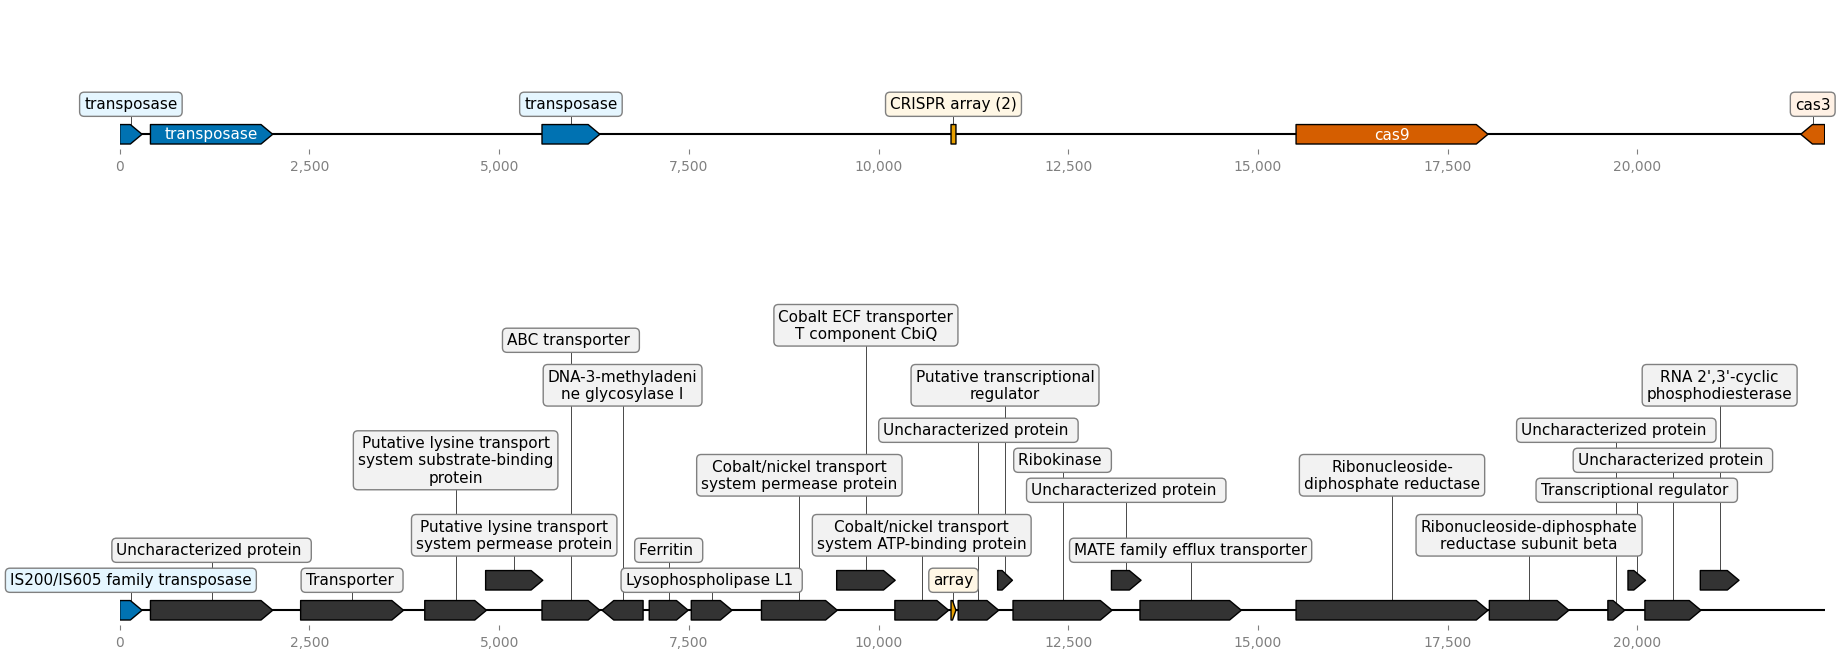 transposase
transposase
CRISPR array (2)
cas3
transposase
cas9
0
2,500
5,000
7,500
10,000
12,500
15,000
17,500
20,000
Cobalt ECF transporter
T component CbiQ
ABC transporter
DNA-3-methyladeni
ne glycosylase I
Putative transcriptional
regulator
RNA 2',3'-cyclic
phosphodiesterase
Uncharacterized protein
Uncharacterized protein
Putative lysine transport
system substrate-binding
protein
Cobalt/nickel transport
system permease protein
Ribokinase
Ribonucleoside-
diphosphate reductase
Uncharacterized protein
Uncharacterized protein
Transcriptional regulator
Putative lysine transport
system permease protein
Cobalt/nickel transport
system ATP-binding protein
Ribonucleoside-diphosphate
reductase subunit beta
Uncharacterized protein
Ferritin
MATE family efflux transporter
IS200/IS605 family transposase
Transporter
Lysophospholipase L1
array
0
2,500
5,000
7,500
10,000
12,500
15,000
17,500
20,000